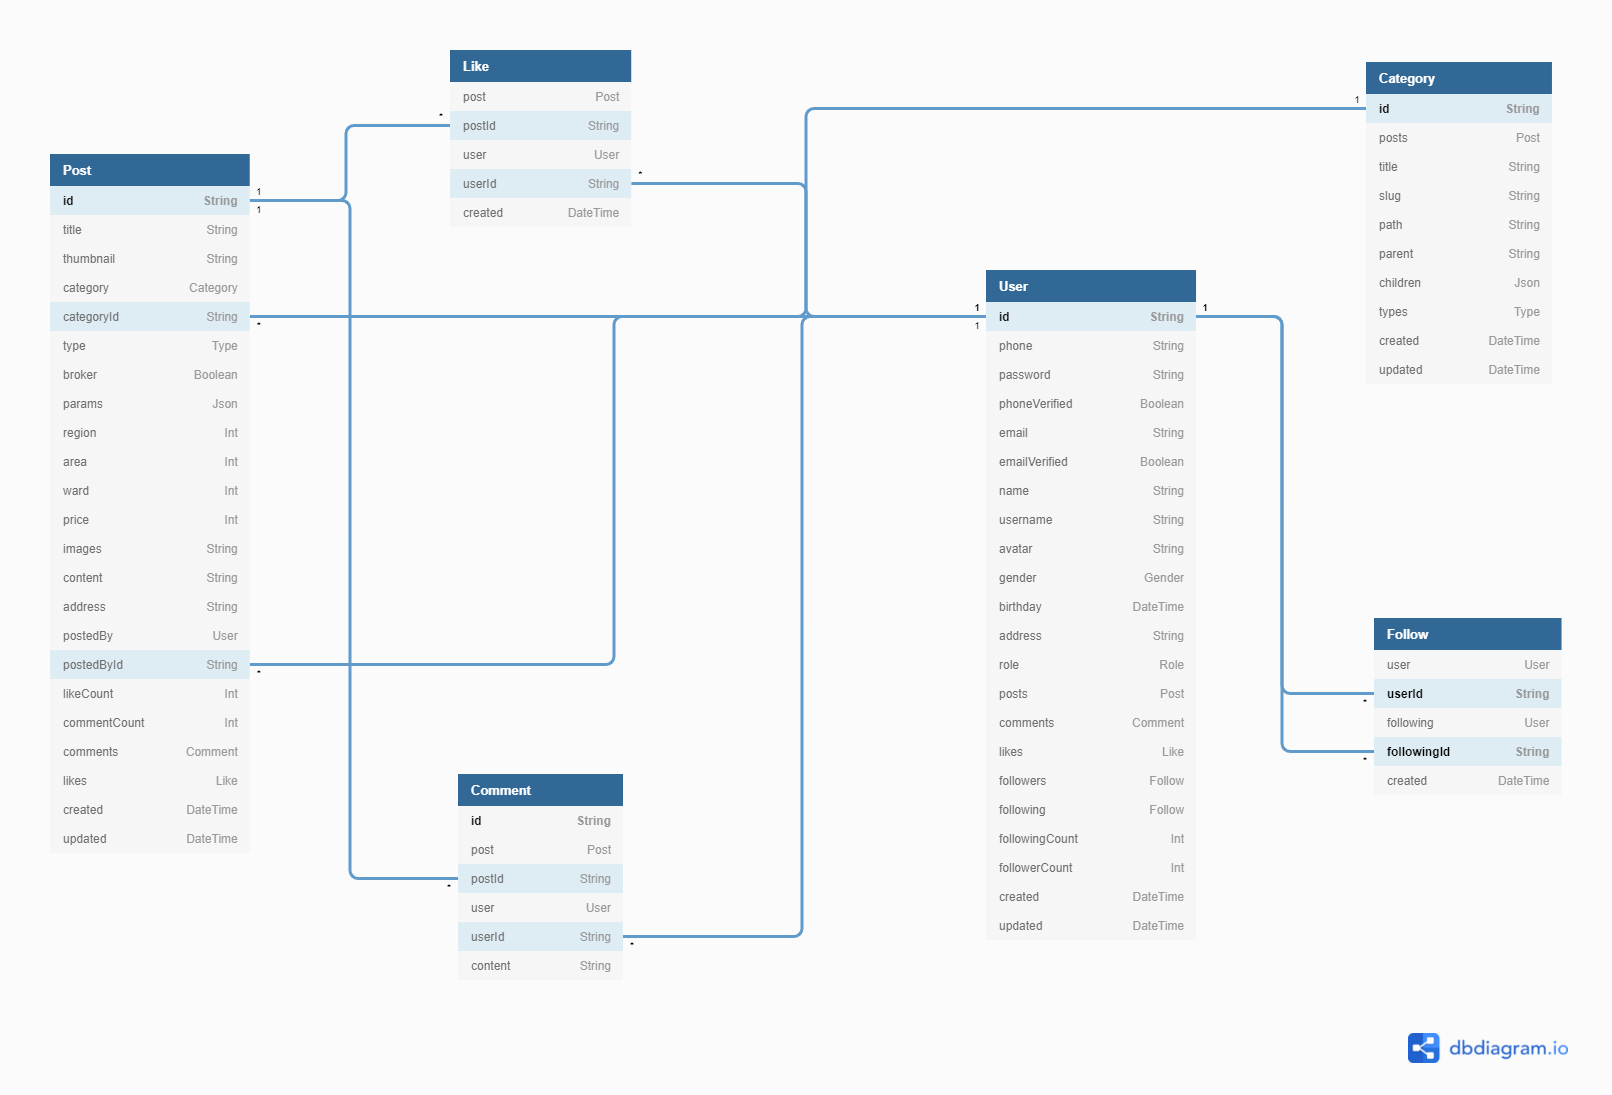 Like
post Post
postId String
user User
userId String
created DateTime
*
*
Category
id String
posts Post
title String
slug String
path String
parent String
children Json
types Type
created DateTime
updated DateTime
1
Post
id String
title String
thumbnail String
category Category
categoryId String
type Type
broker Boolean
params Json
region Int
area Int
ward Int
price Int
images String
content String
address String
postedBy User
postedById String
likeCount Int
commentCount Int
comments Comment
likes Like
created DateTime
updated DateTime
1
1
*
*
User
id String
phone String
password String
phoneVerified Boolean
email String
emailVerified Boolean
name String
username String
avatar String
gender Gender
birthday DateTime
address String
role Role
posts Post
comments Comment
likes Like
followers Follow
following Follow
followingCount Int
followerCount Int
created DateTime
updated DateTime
1
1
1
Follow
user User
userId String
following User
followingId String
created DateTime
*
*
Comment
id String
post Post
postId String
user User
userId String
content String
*
*
dbdiagram.io